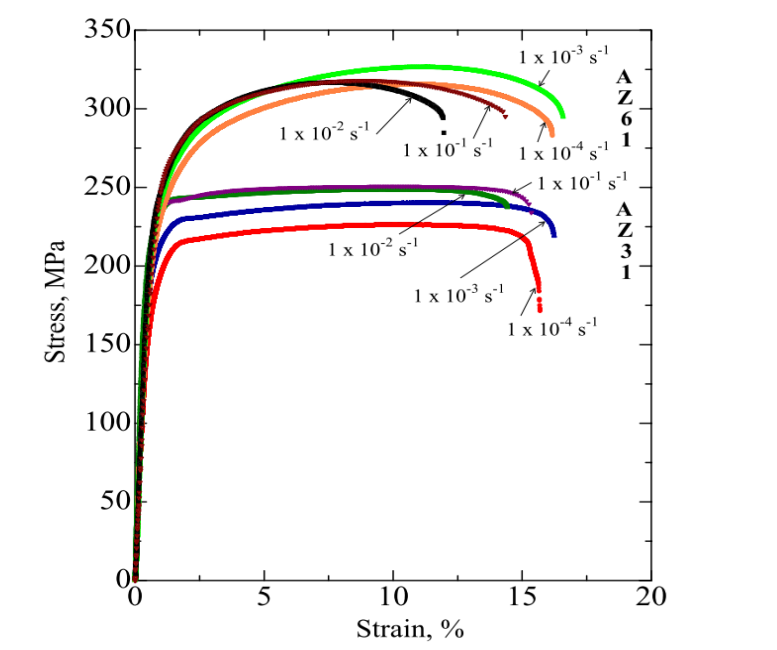 350
300
250
200
150
100
50
0
0 5 10 15 20
Stress, MPa
Strain, %
1 x 10⁻³ s⁻¹
1 x 10⁻² s⁻¹
1 x 10⁻¹ s⁻¹
1 x 10⁻⁴ s⁻¹
A
Z
6
1
1 x 10⁻¹ s⁻¹
1 x 10⁻² s⁻¹
1 x 10⁻³ s⁻¹
1 x 10⁻⁴ s⁻¹
A
Z
3
1